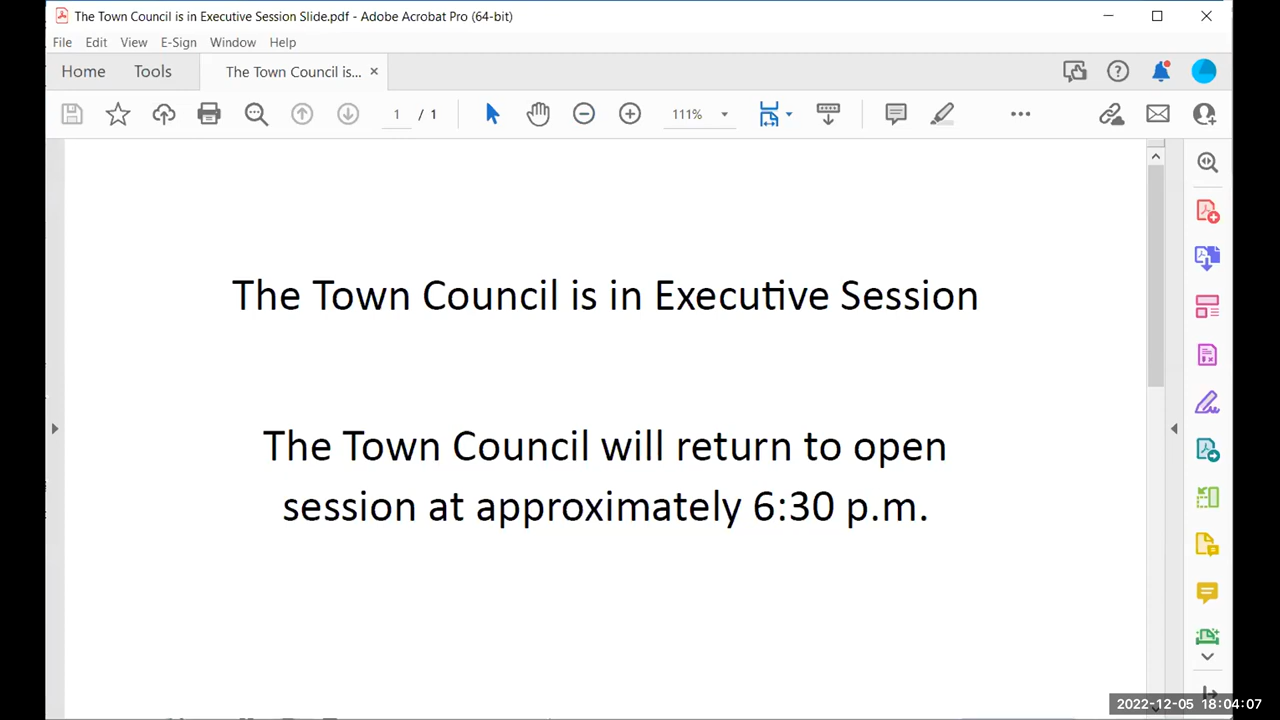 The Town Council is in Executive Session Slide.pdf - Adobe Acrobat Pro (64-bit)
File Edit View E-Sign Window Help
Home Tools The Town Council is...
1 / 1 111%
The Town Council is in Executive Session
The Town Council will return to open
session at approximately 6:30 p.m.
2022-12-05 18:04:07